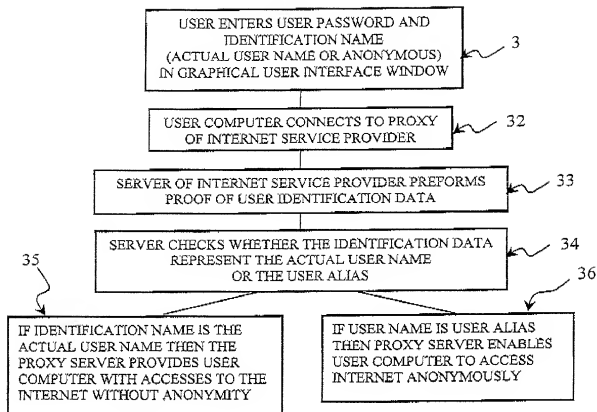 USER ENTERS USER PASSWORD AND
IDENTIFICATION NAME
(ACTUAL USER NAME OR ANONYMOUS)
IN GRAPHICAL USER INTERFACE WINDOW
3
USER COMPUTER CONNECTS TO PROXY
OF INTERNET SERVICE PROVIDER
32
SERVER OF INTERNET SERVICE PROVIDER PREFORMS
PROOF OF USER IDENTIFICATION DATA
33
SERVER CHECKS WHETHER THE IDENTIFICATION DATA
REPRESENT THE ACTUAL USER NAME
OR THE USER ALIAS
34
35
IF IDENTIFICATION NAME IS THE
ACTUAL USER NAME THEN THE
PROXY SERVER PROVIDES USER
COMPUTER WITH ACCESSES TO THE
INTERNET WITHOUT ANONYMITY
36
IF USER NAME IS USER ALIAS
THEN PROXY SERVER ENABLES
USER COMPUTER TO ACCESS
INTERNET ANONYMOUSLY